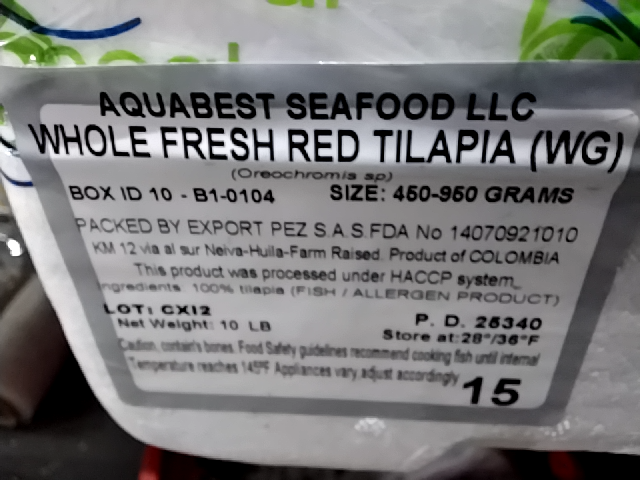 AQUABEST SEAFOOD LLC
WHOLE FRESH RED TILAPIA (WG)
(Oreochromis sp)
BOX ID 10 - B1-0104 SIZE: 450-950 GRAMS
PACKED BY EXPORT PEZ S.A.S.FDA No 14070921010
KM 12 via al sur Neiva-Huila-Farm Raised. Product of COLOMBIA
This product was processed under HACCP system_
Ingredients: 100% tilapia (FISH / ALLERGEN PRODUCT)
LOT: CX12 P. D. 25340
Net Weight: 10 LB Store at:28°/36°F
Caution, contain's bones. Food Safety guidelines recommend cooking fish until internal
Temperature reaches 145°F Appliances vary, adjust accordingly
15